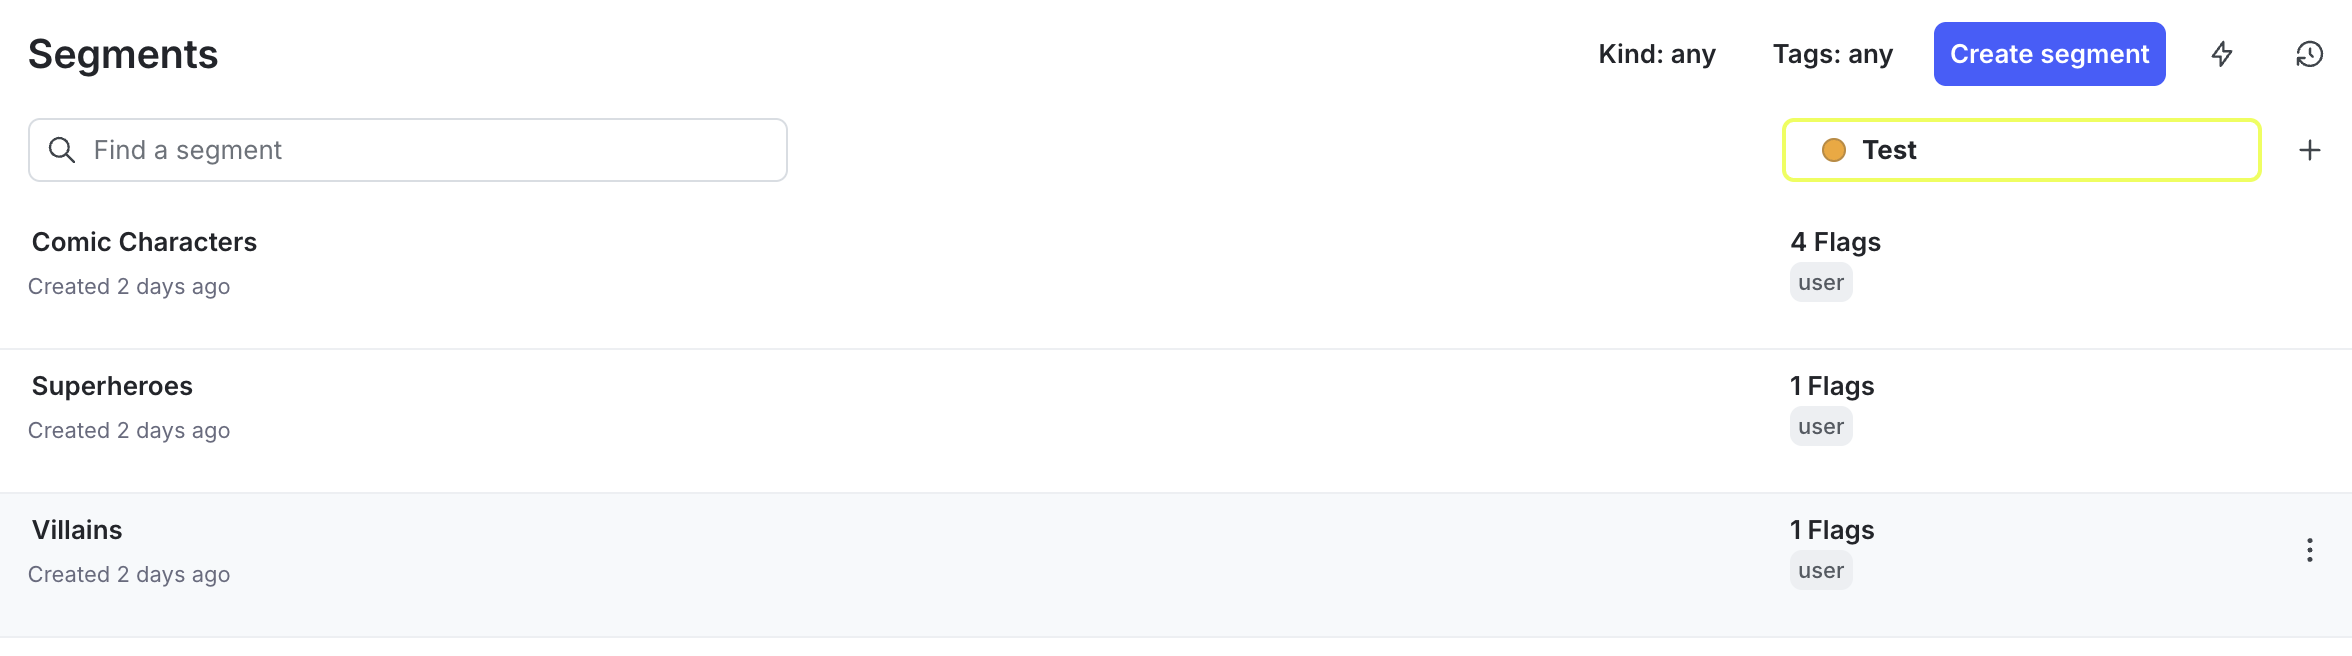 Segments
Kind: any
Tags: any
Create segment
Find a segment
Test
Comic Characters
4 Flags
Created 2 days ago
user
Superheroes
1 Flags
Created 2 days ago
user
Villains
1 Flags
Created 2 days ago
user